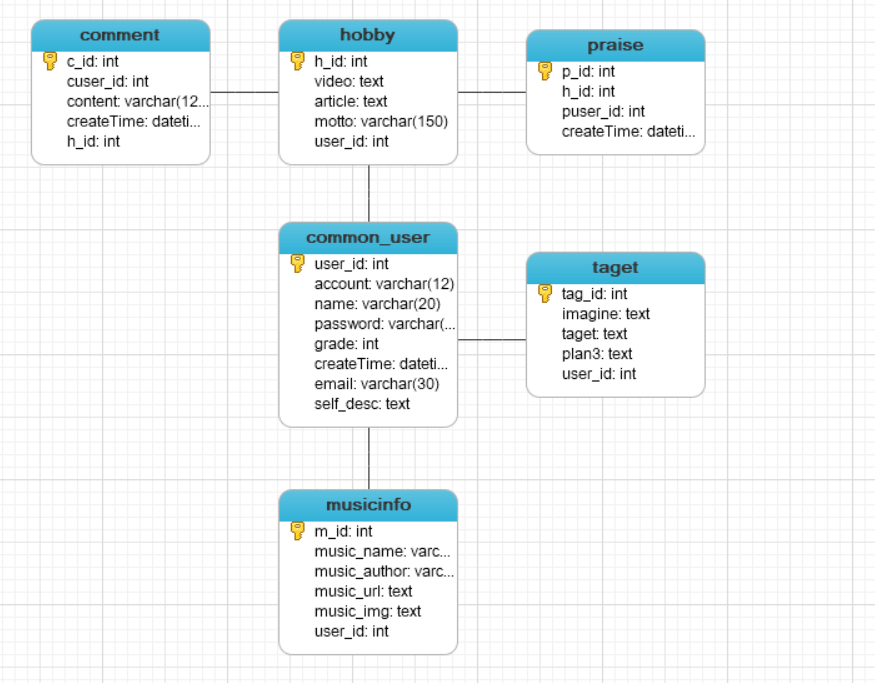 comment
c_id: int
cuser_id: int
content: varchar(12...
createTime: dateti...
h_id: int
hobby
h_id: int
video: text
article: text
motto: varchar(150)
user_id: int
praise
p_id: int
h_id: int
puser_id: int
createTime: dateti...
common_user
user_id: int
account: varchar(12)
name: varchar(20)
password: varchar(...
grade: int
createTime: dateti...
email: varchar(30)
self_desc: text
taget
tag_id: int
imagine: text
taget: text
plan3: text
user_id: int
musicinfo
m_id: int
music_name: varc...
music_author: varc...
music_url: text
music_img: text
user_id: int